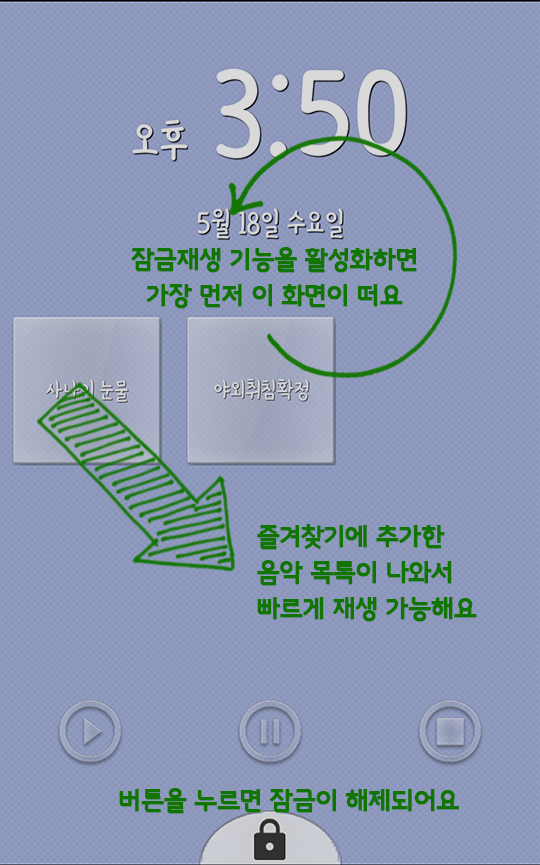 오후 3:50
5월 18일 수요일
잠금재생 기능을 활성화하면
가장 먼저 이 화면이 떠요
사나이 눈물
야외취침확정
즐겨찾기에 추가한
음악 목록이 나와서
빠르게 재생 가능해요
버튼을 누르면 잠금이 해제되어요